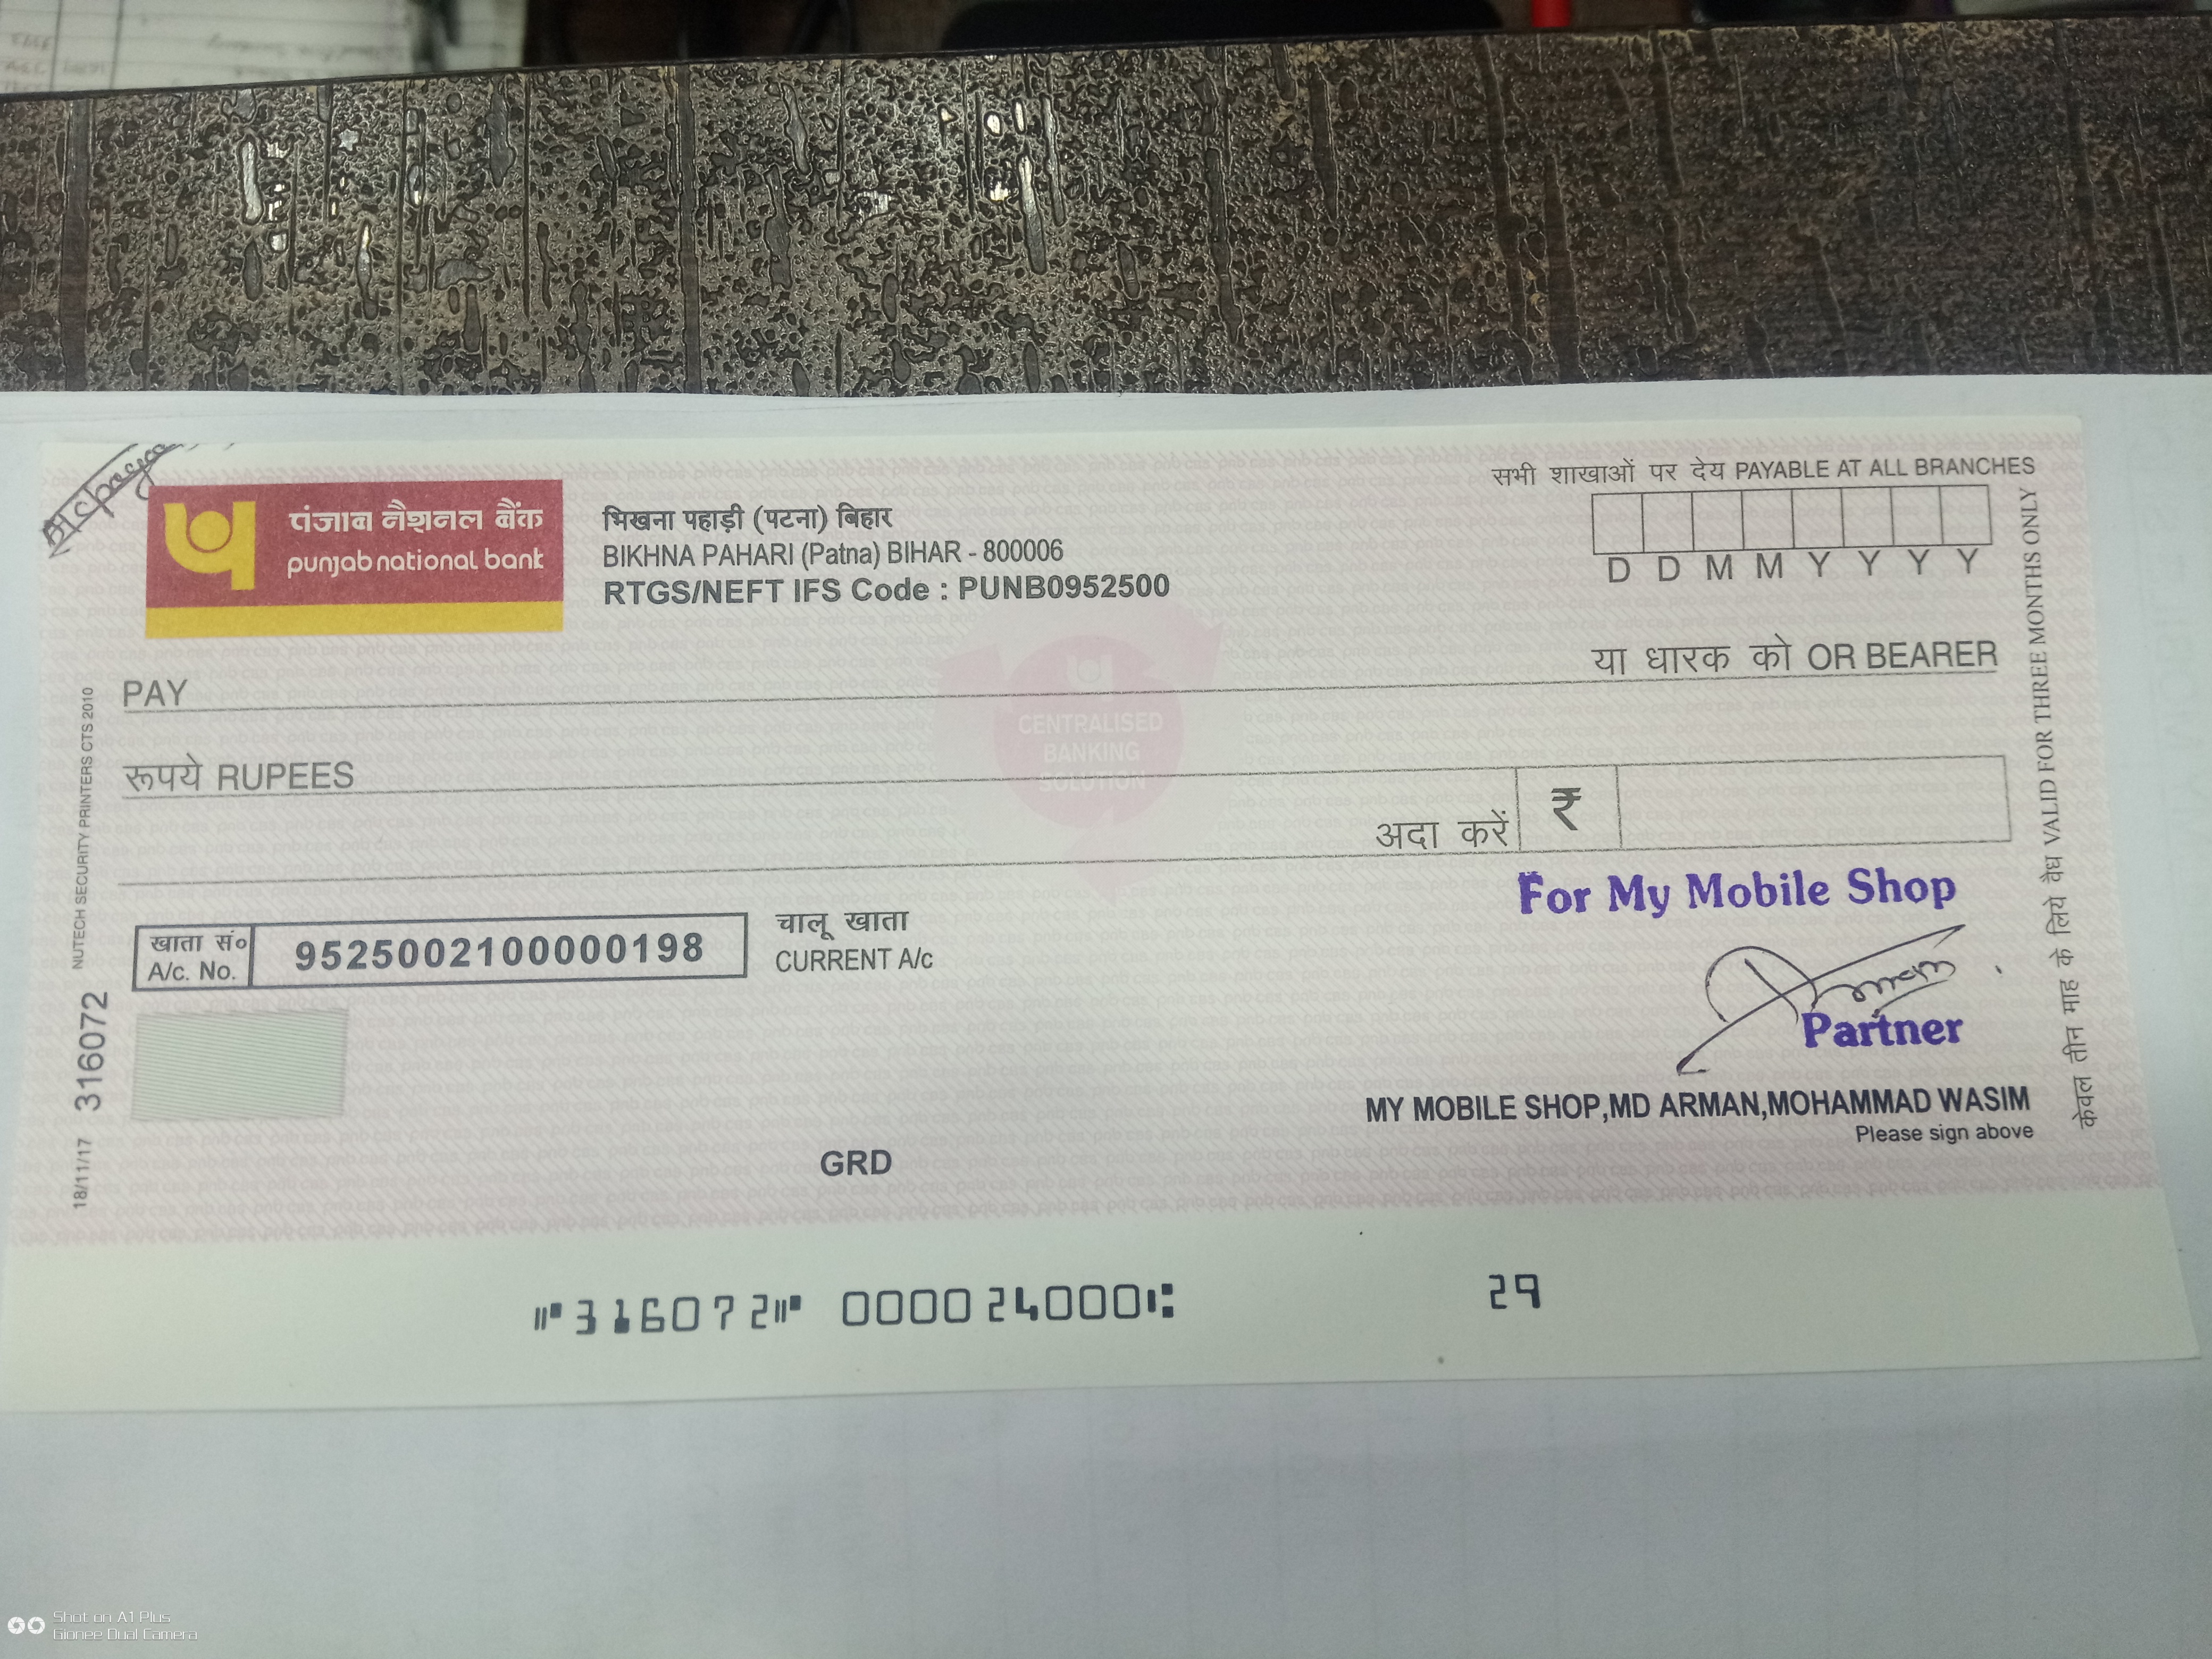 A/c payee
पंजाब नैशनल बैंक
punjab national bank
भिखना पहाड़ी (पटना) बिहार
BIKHNA PAHARI (Patna) BIHAR - 800006
RTGS/NEFT IFS Code : PUNB0952500
सभी शाखाओं पर देय PAYABLE AT ALL BRANCHES
D D M M Y Y Y Y
PAY
या धारक को OR BEARER
CENTRALISED
BANKING
SOLUTION
रूपये RUPEES
अदा करें ₹
खाता सं०
A/c. No.
9525002100000198
चालू खाता
CURRENT A/c
For My Mobile Shop
Partner
MY MOBILE SHOP,MD ARMAN,MOHAMMAD WASIM
Please sign above
GRD
18/11/17 316072 NUTECH SECURITY PRINTERS CTS 2010
केवल तीन माह के लिये वैध VALID FOR THREE MONTHS ONLY
⑈316072⑈ 000024000⑆ 29
Shot on A1 Plus
Gionee Dual Camera